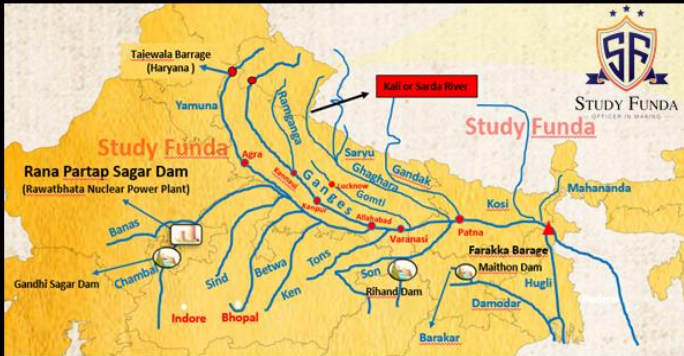 Tajewala Barrage
(Haryana )
SF
STUDY FUNDA
OFFICER IN MAKING
Kali or Sarda River
Yamuna
Ramganga
Study Funda
Study Funda
Agra
Saryu
Ghaghara
Gandak
Mahananda
Rana Partap Sagar Dam
(Rawatbhata Nuclear Power Plant)
Kannauj
Ganges
Lucknow
Gomti
Kosi
Kanpur
Allahabad
Varanasi
Patna
Farakka Barage
Banas
Chambal
Sind
Betwa
Ken
Tons
Son
Rihand Dam
Maithon Dam
Hugli
Gandhi Sagar Dam
Damodar
Indore
Bhopal
Barakar